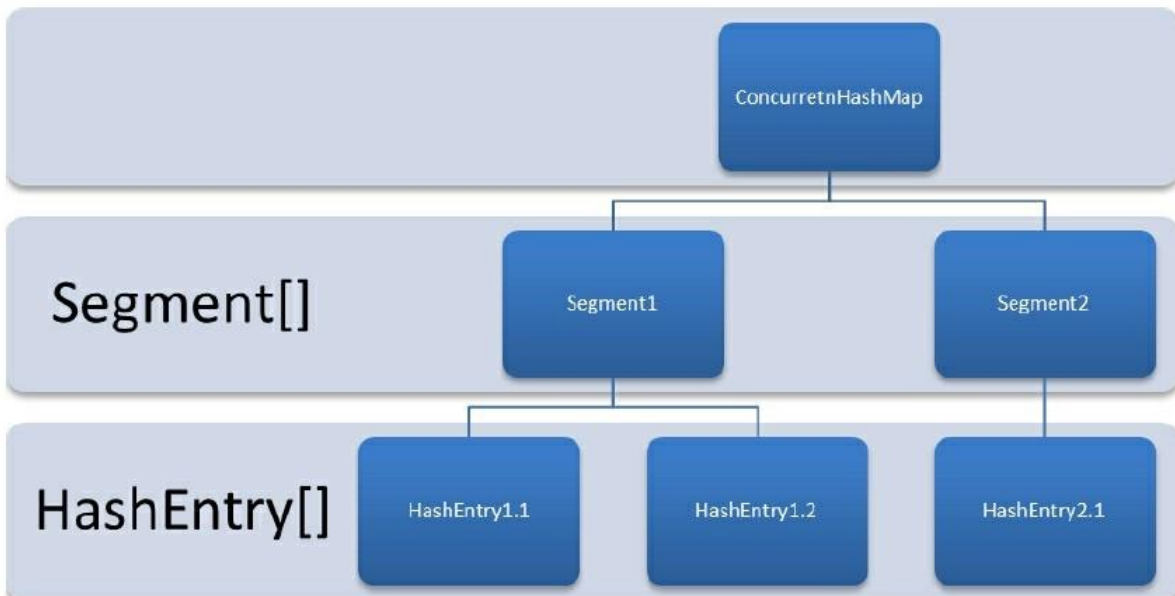 ConcurretnHashMap
Segment[]
Segment1
Segment2
HashEntry[]
HashEntry1.1
HashEntry1.2
HashEntry2.1